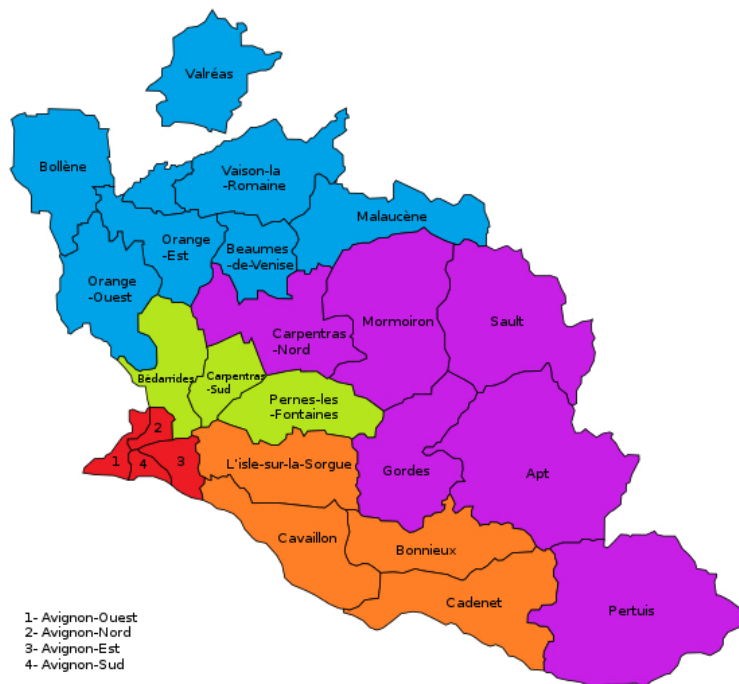 Valréas
Bollène
Vaison-la
-Romaine
Malaucène
Orange
-Est
Beaumes
-de-Venise
Orange
-Ouest
Mormoiron
Sault
Carpentras
-Nord
Bédarrides
Carpentras
-Sud
Pernes-les
-Fontaines
2
1
4
3
L'isle-sur-la-Sorgue
Gordes
Apt
Cavaillon
Bonnieux
Cadenet
Pertuis
1- Avignon-Ouest
2- Avignon-Nord
3- Avignon-Est
4- Avignon-Sud